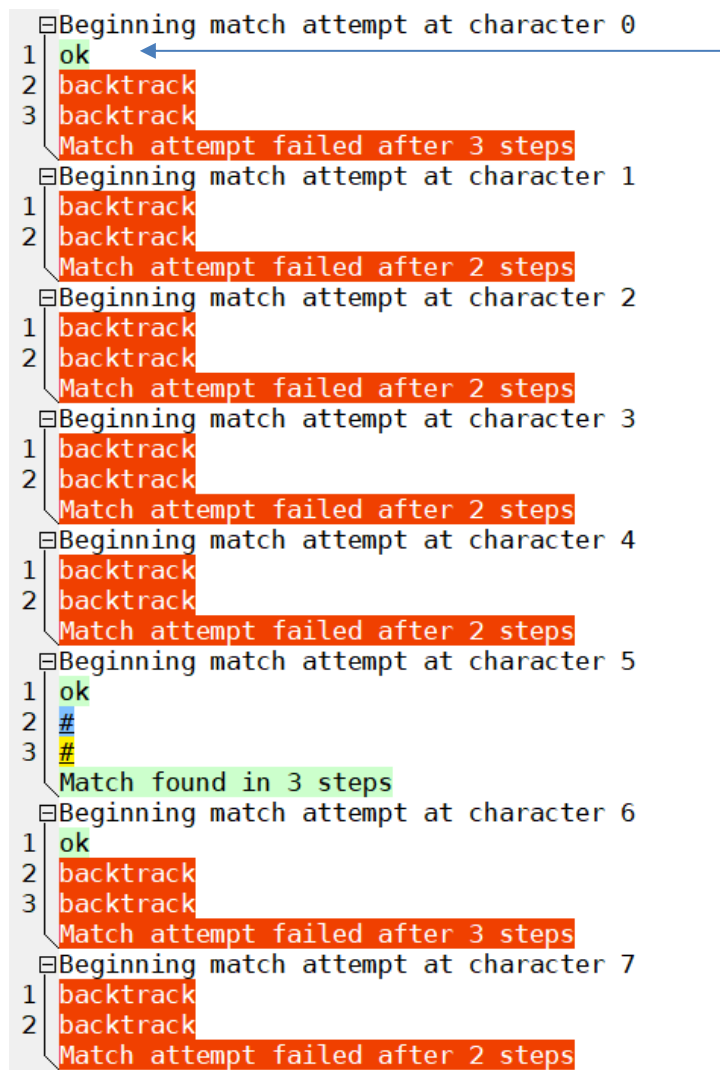 Beginning match attempt at character 0
1 ok
2 backtrack
3 backtrack
Match attempt failed after 3 steps
Beginning match attempt at character 1
1 backtrack
2 backtrack
Match attempt failed after 2 steps
Beginning match attempt at character 2
1 backtrack
2 backtrack
Match attempt failed after 2 steps
Beginning match attempt at character 3
1 backtrack
2 backtrack
Match attempt failed after 2 steps
Beginning match attempt at character 4
1 backtrack
2 backtrack
Match attempt failed after 2 steps
Beginning match attempt at character 5
1 ok
2 #
3 #
Match found in 3 steps
Beginning match attempt at character 6
1 ok
2 backtrack
3 backtrack
Match attempt failed after 3 steps
Beginning match attempt at character 7
1 backtrack
2 backtrack
Match attempt failed after 2 steps